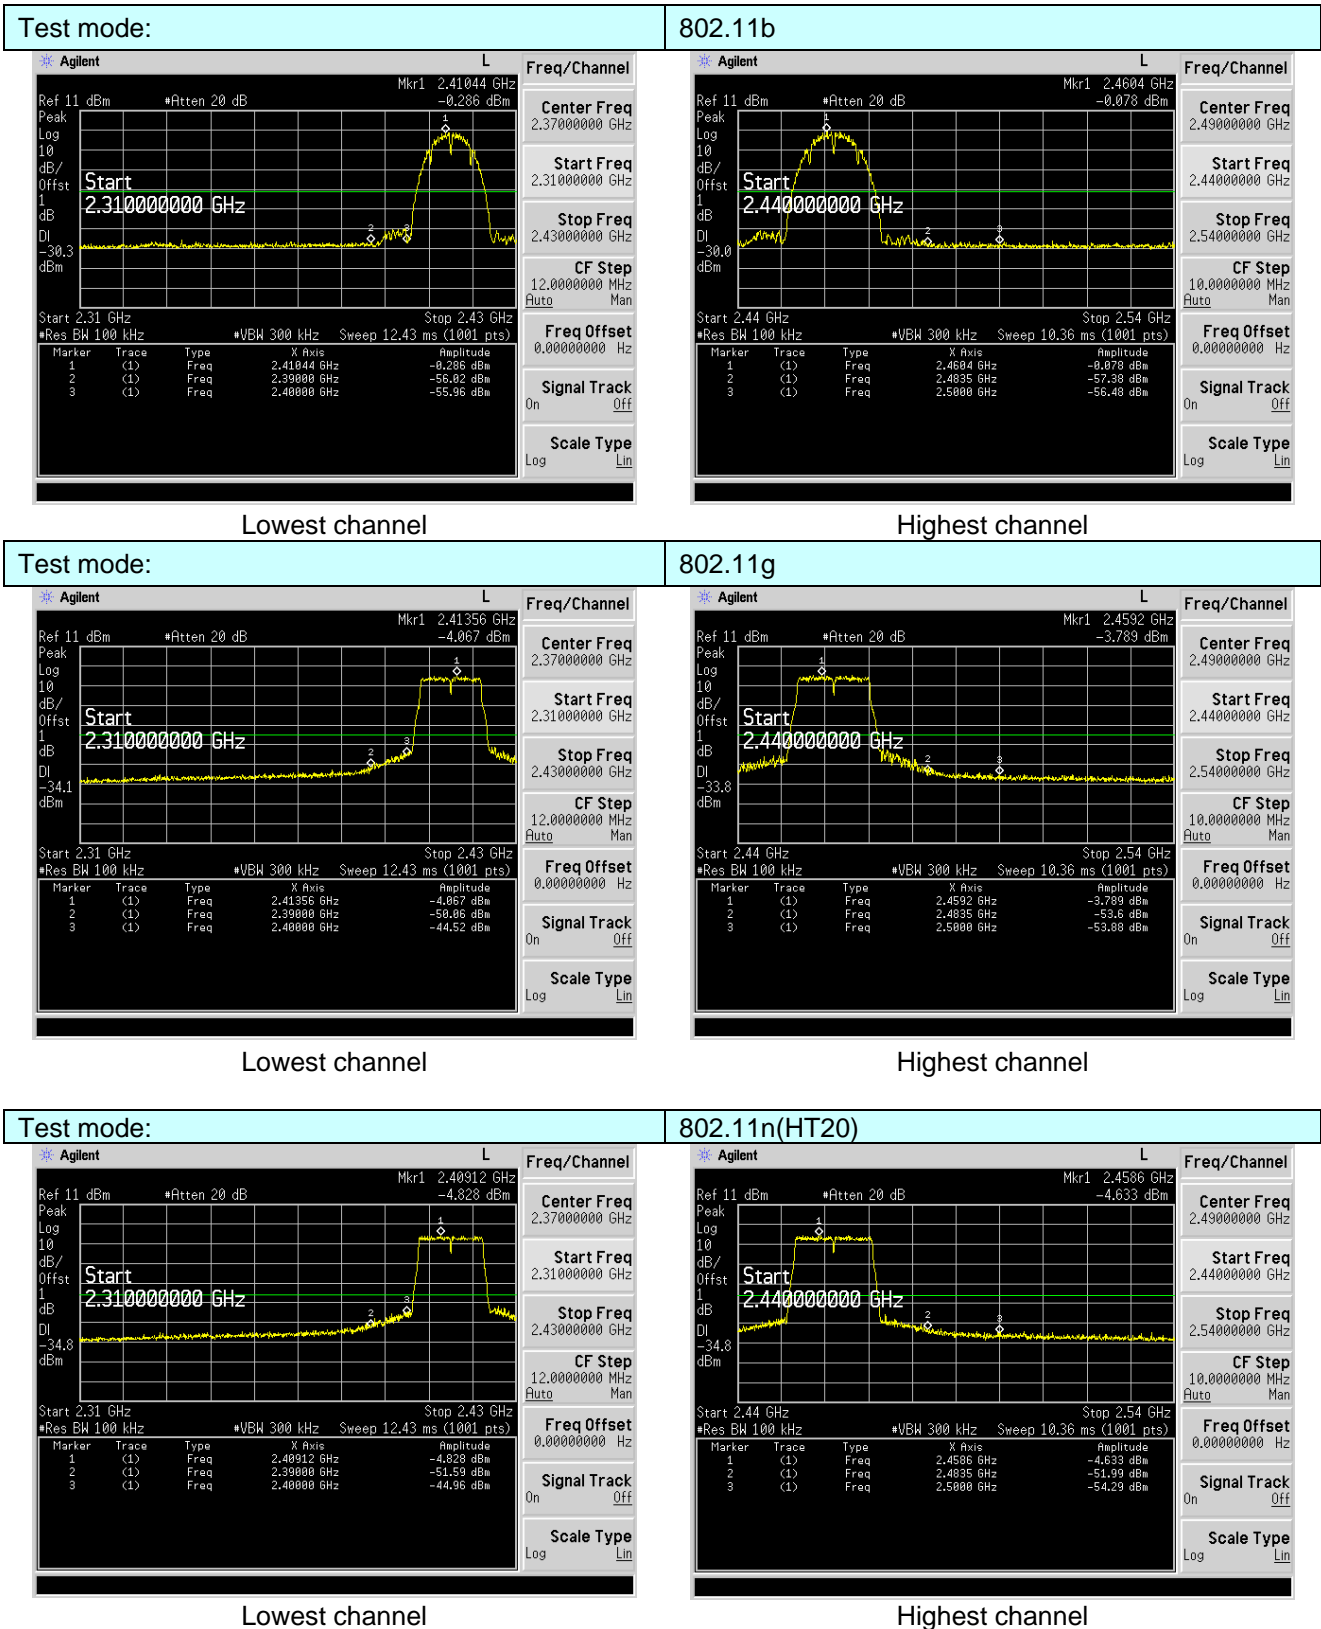 Test mode: 802.11b
Agilent L
Mkr1 2.41044 GHz
Ref 11 dBm #Atten 20 dB -0.286 dBm
Peak
Log
10
dB/
Offst
1
dB
DI
-30.3
dBm
Start
2.310000000 GHz
1
2
3
Start 2.31 GHz Stop 2.43 GHz
#Res BW 100 kHz #VBW 300 kHz Sweep 12.43 ms (1001 pts)
Marker Trace Type X Axis Amplitude
1 (1) Freq 2.41044 GHz -0.286 dBm
2 (1) Freq 2.39000 GHz -56.02 dBm
3 (1) Freq 2.40000 GHz -55.96 dBm
Freq/Channel
Center Freq
2.37000000 GHz
Start Freq
2.31000000 GHz
Stop Freq
2.43000000 GHz
CF Step
12.0000000 MHz
Auto Man
Freq Offset
0.00000000 Hz
Signal Track
On Off
Scale Type
Log Lin
Lowest channel
Agilent L
Mkr1 2.4604 GHz
Ref 11 dBm #Atten 20 dB -0.078 dBm
Peak
Log
10
dB/
Offst
1
dB
DI
-30.0
dBm
Start
2.440000000 GHz
1
2
3
Start 2.44 GHz Stop 2.54 GHz
#Res BW 100 kHz #VBW 300 kHz Sweep 10.36 ms (1001 pts)
Marker Trace Type X Axis Amplitude
1 (1) Freq 2.4604 GHz -0.078 dBm
2 (1) Freq 2.4835 GHz -57.38 dBm
3 (1) Freq 2.5000 GHz -56.48 dBm
Freq/Channel
Center Freq
2.49000000 GHz
Start Freq
2.44000000 GHz
Stop Freq
2.54000000 GHz
CF Step
10.0000000 MHz
Auto Man
Freq Offset
0.00000000 Hz
Signal Track
On Off
Scale Type
Log Lin
Highest channel
Test mode: 802.11g
Agilent L
Mkr1 2.41356 GHz
Ref 11 dBm #Atten 20 dB -4.067 dBm
Peak
Log
10
dB/
Offst
1
dB
DI
-34.1
dBm
Start
2.310000000 GHz
1
2
3
Start 2.31 GHz Stop 2.43 GHz
#Res BW 100 kHz #VBW 300 kHz Sweep 12.43 ms (1001 pts)
Marker Trace Type X Axis Amplitude
1 (1) Freq 2.41356 GHz -4.067 dBm
2 (1) Freq 2.39000 GHz -50.06 dBm
3 (1) Freq 2.40000 GHz -44.52 dBm
Freq/Channel
Center Freq
2.37000000 GHz
Start Freq
2.31000000 GHz
Stop Freq
2.43000000 GHz
CF Step
12.0000000 MHz
Auto Man
Freq Offset
0.00000000 Hz
Signal Track
On Off
Scale Type
Log Lin
Lowest channel
Agilent L
Mkr1 2.4592 GHz
Ref 11 dBm #Atten 20 dB -3.789 dBm
Peak
Log
10
dB/
Offst
1
dB
DI
-33.8
dBm
Start
2.440000000 GHz
1
2
3
Start 2.44 GHz Stop 2.54 GHz
#Res BW 100 kHz #VBW 300 kHz Sweep 10.36 ms (1001 pts)
Marker Trace Type X Axis Amplitude
1 (1) Freq 2.4592 GHz -3.789 dBm
2 (1) Freq 2.4835 GHz -53.6 dBm
3 (1) Freq 2.5000 GHz -53.88 dBm
Freq/Channel
Center Freq
2.49000000 GHz
Start Freq
2.44000000 GHz
Stop Freq
2.54000000 GHz
CF Step
10.0000000 MHz
Auto Man
Freq Offset
0.00000000 Hz
Signal Track
On Off
Scale Type
Log Lin
Highest channel
Test mode: 802.11n(HT20)
Agilent L
Mkr1 2.40912 GHz
Ref 11 dBm #Atten 20 dB -4.828 dBm
Peak
Log
10
dB/
Offst
1
dB
DI
-34.8
dBm
Start
2.310000000 GHz
1
2
3
Start 2.31 GHz Stop 2.43 GHz
#Res BW 100 kHz #VBW 300 kHz Sweep 12.43 ms (1001 pts)
Marker Trace Type X Axis Amplitude
1 (1) Freq 2.40912 GHz -4.828 dBm
2 (1) Freq 2.39000 GHz -51.59 dBm
3 (1) Freq 2.40000 GHz -44.96 dBm
Freq/Channel
Center Freq
2.37000000 GHz
Start Freq
2.31000000 GHz
Stop Freq
2.43000000 GHz
CF Step
12.0000000 MHz
Auto Man
Freq Offset
0.00000000 Hz
Signal Track
On Off
Scale Type
Log Lin
Lowest channel
Agilent L
Mkr1 2.4586 GHz
Ref 11 dBm #Atten 20 dB -4.633 dBm
Peak
Log
10
dB/
Offst
1
dB
DI
-34.8
dBm
Start
2.440000000 GHz
1
2
3
Start 2.44 GHz Stop 2.54 GHz
#Res BW 100 kHz #VBW 300 kHz Sweep 10.36 ms (1001 pts)
Marker Trace Type X Axis Amplitude
1 (1) Freq 2.4586 GHz -4.633 dBm
2 (1) Freq 2.4835 GHz -51.99 dBm
3 (1) Freq 2.5000 GHz -54.29 dBm
Freq/Channel
Center Freq
2.49000000 GHz
Start Freq
2.44000000 GHz
Stop Freq
2.54000000 GHz
CF Step
10.0000000 MHz
Auto Man
Freq Offset
0.00000000 Hz
Signal Track
On Off
Scale Type
Log Lin
Highest channel